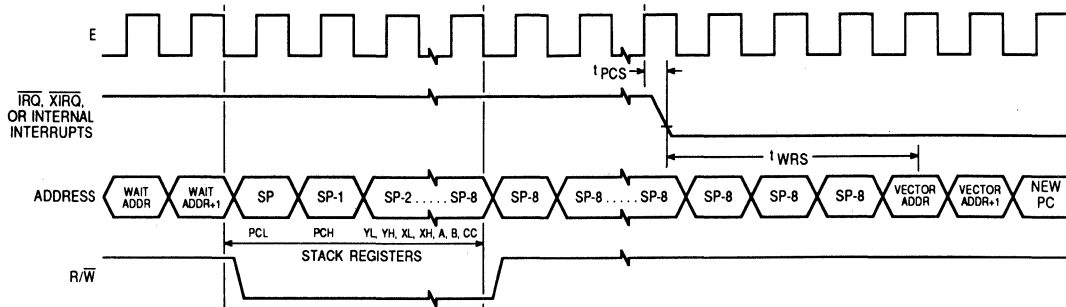 E
t PCS
IRQ, XIRQ,
OR INTERNAL
INTERRUPTS
t WRS
ADDRESS
WAIT ADDR
WAIT ADDR+1
SP
SP-1
SP-2 ..... SP-8
SP-8
SP-8 ..... SP-8
SP-8
SP-8
SP-8
VECTOR ADDR
VECTOR ADDR+1
NEW PC
PCL
PCH
YL, YH, XL, XH, A, B, CC
STACK REGISTERS
R/W